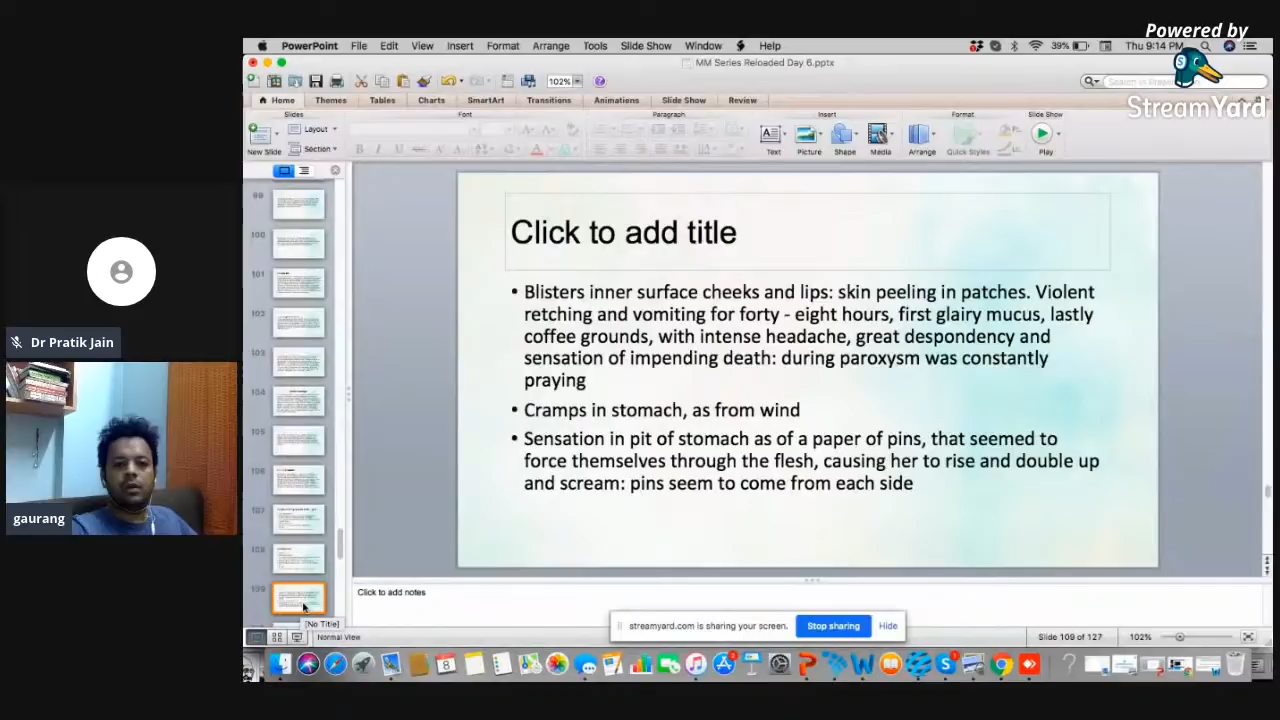 Powered by
StreamYard
PowerPoint File Edit View Insert Format Arrange Tools Slide Show Window Help
39% Thu 9:14 PM
MM Series Reloaded Day 6.pptx
102%
Search in Presentation
Home Themes Tables Charts SmartArt Transitions Animations Slide Show Review
Slides Font Paragraph Insert Format Slide Show
New Slide Layout Section Text Picture Shape Media Arrange Quick Styles Play
99
100
101
102
103
104
105
106
107
108
109
[No Title]
Click to add title
• Blisters inner surface cheeks and lips: skin peeling in patches. Violent
retching and vomiting for forty - eight hours, first glairy mucus, lastly
coffee grounds, with intense headache, great despondency and
sensation of impending death: during paroxysm was constantly
praying
• Cramps in stomach, as from wind
• Sensation in pit of stomach as of a paper of pins, that seemed to
force themselves through the flesh, causing her to rise and double up
and scream: pins seem to come from each side
Click to add notes
streamyard.com is sharing your screen. Stop sharing Hide
Normal View Slide 109 of 127 102%
Dr Pratik Jain
gaurang